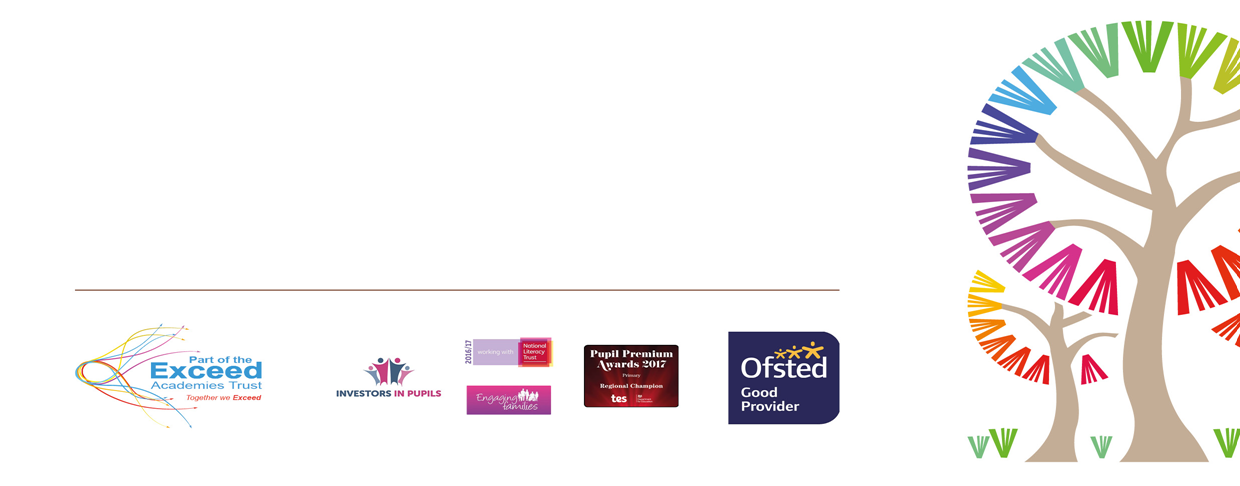 Part of the
Exceed
Academies Trust
Together we Exceed
INVESTORS IN PUPILS
2016/17
working with
National
Literacy
Trust
Engaging
families
Pupil Premium
Awards 2017
Primary
Regional Champion
tes
Ofsted
Good
Provider